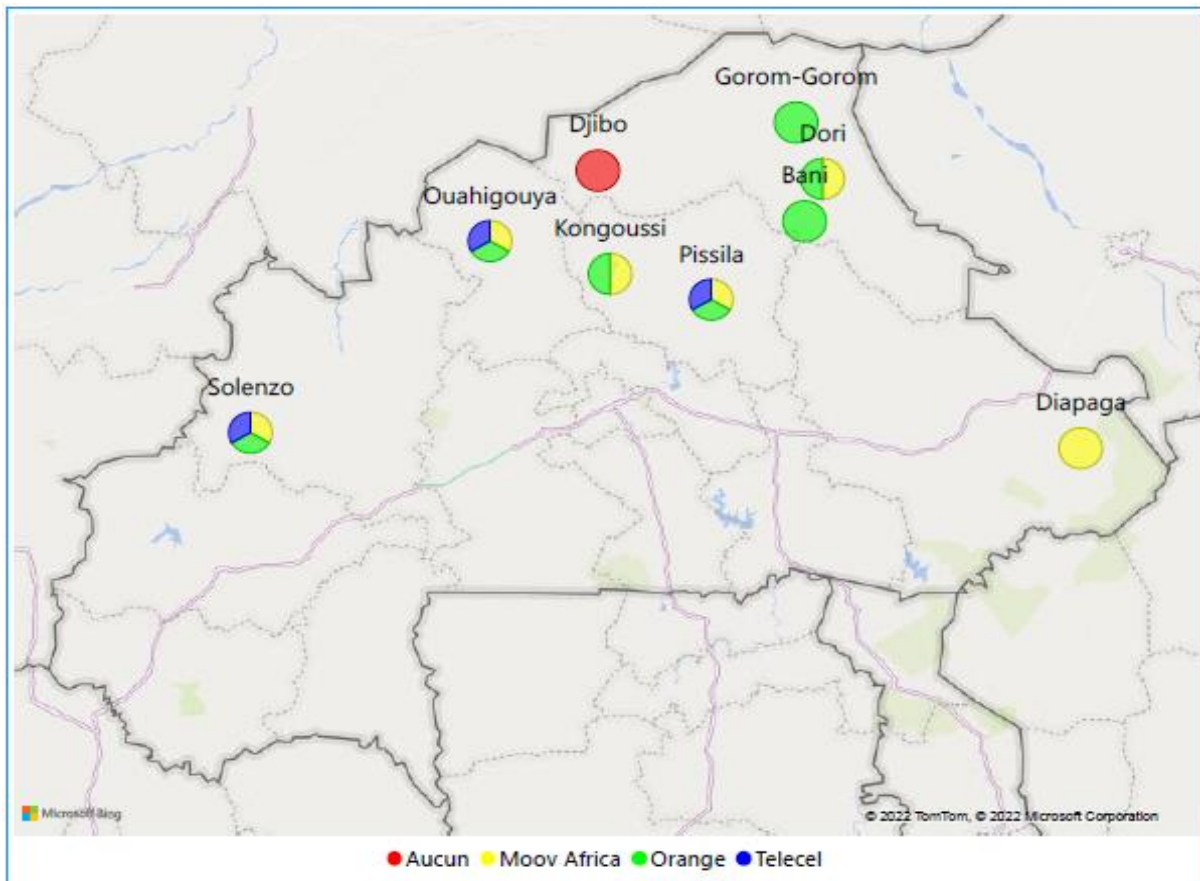 Gorom-Gorom
Djibo
Dori
Bani
Ouahigouya
Kongoussi
Pissila
Solenzo
Diapaga
Microsoft Bing
© 2022 TomTom, © 2022 Microsoft Corporation
Aucun Moov Africa Orange Telecel